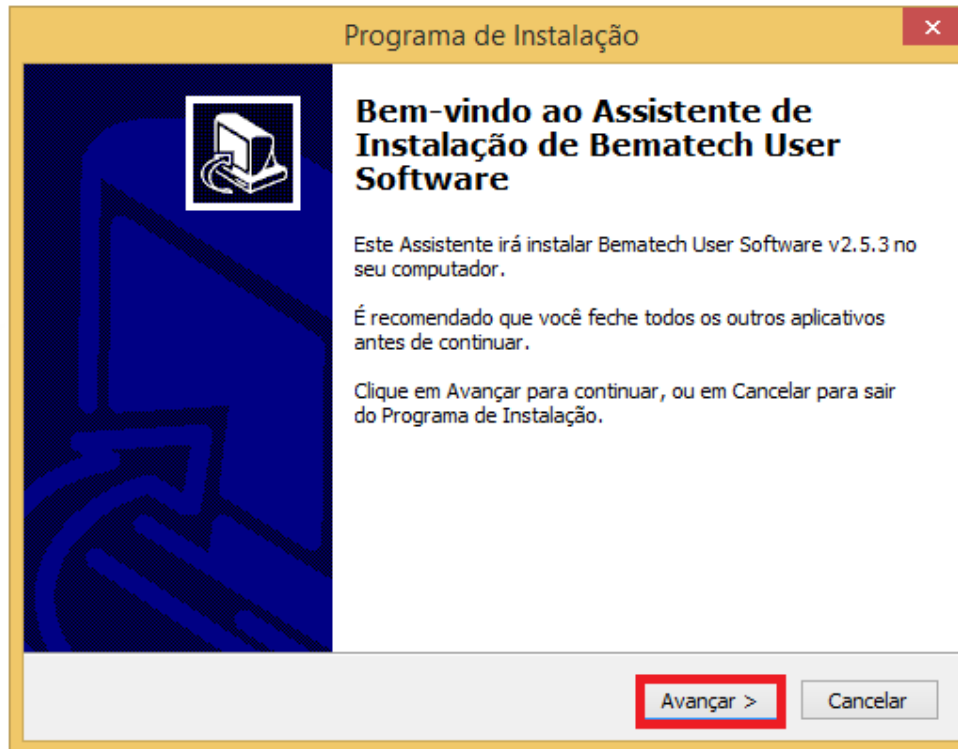 Programa de Instalação
Bem-vindo ao Assistente de
Instalação de Bematech User
Software
Este Assistente irá instalar Bematech User Software v2.5.3 no
seu computador.
É recomendado que você feche todos os outros aplicativos
antes de continuar.
Clique em Avançar para continuar, ou em Cancelar para sair
do Programa de Instalação.
Avançar >
Cancelar